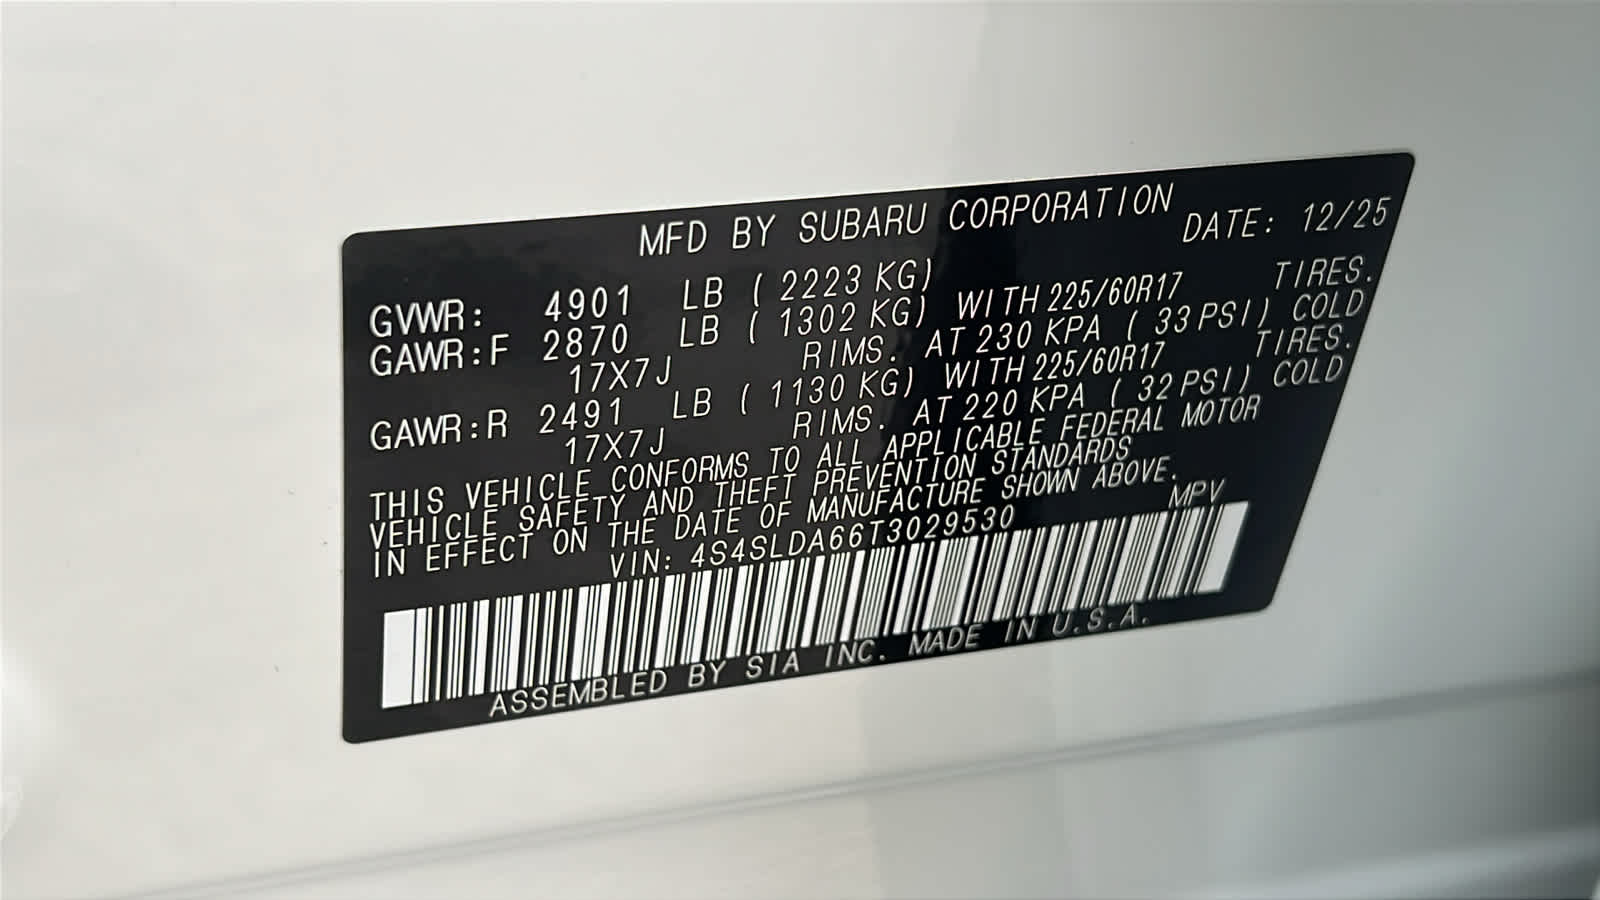 MFD BY SUBARU CORPORATION DATE: 12/25
GVWR: 4901 LB ( 2223 KG)
GAWR:F 2870 LB ( 1302 KG) WITH 225/60R17 TIRES.
17X7J RIMS. AT 230 KPA ( 33 PSI) COLD
GAWR:R 2491 LB ( 1130 KG) WITH 225/60R17 TIRES.
17X7J RIMS. AT 220 KPA ( 32 PSI) COLD
THIS VEHICLE CONFORMS TO ALL APPLICABLE FEDERAL MOTOR
VEHICLE SAFETY AND THEFT PREVENTION STANDARDS
IN EFFECT ON THE DATE OF MANUFACTURE SHOWN ABOVE.
VIN: 4S4SLDA66T3029530 MPV
ASSEMBLED BY SIA INC. MADE IN U.S.A.